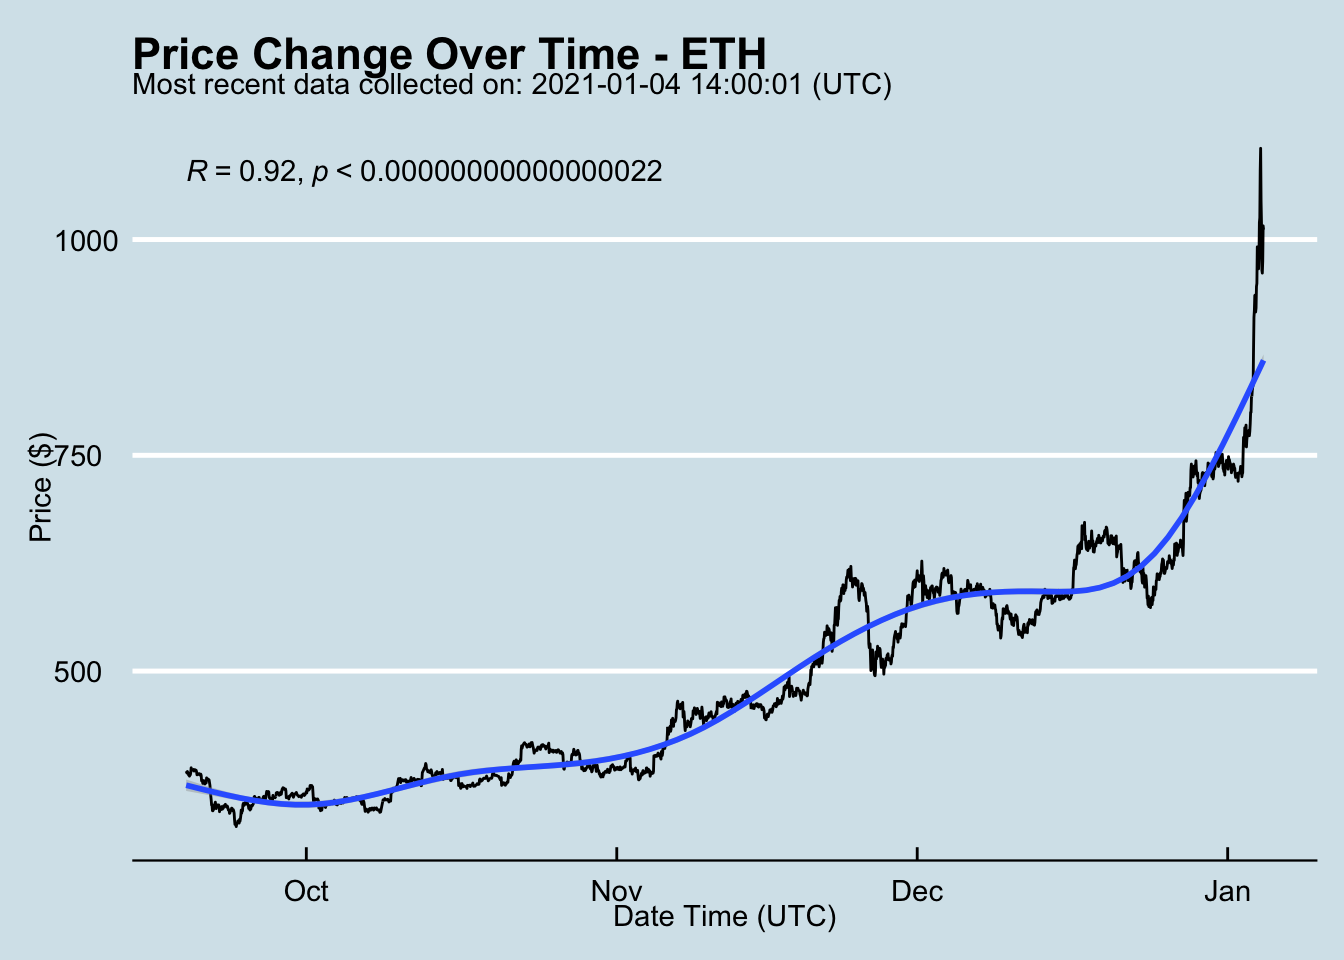 Price Change Over Time - ETH
Most recent data collected on: 2021-01-04 14:00:01 (UTC)
R = 0.92, p < 0.00000000000000022
1000
750
500
Price ($)
Oct
Nov
Dec
Jan
Date Time (UTC)